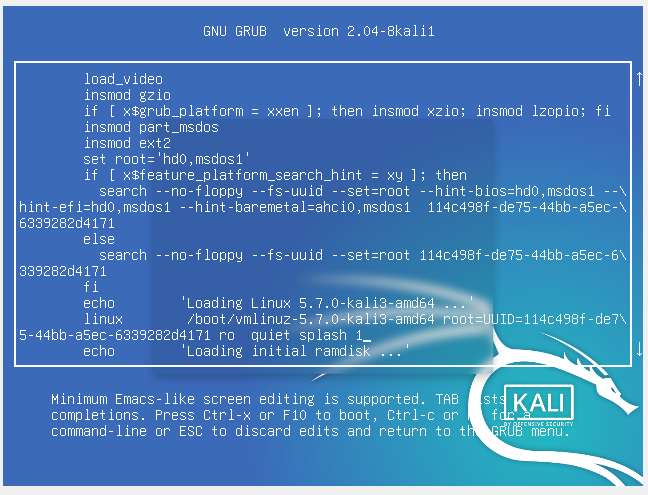 GNU GRUB  version 2.04-8kali1
load_video
insmod gzio
if [ x$grub_platform = xxen ]; then insmod xzio; insmod lzopio; fi
insmod part_msdos
insmod ext2
set root='hd0,msdos1'
if [ x$feature_platform_search_hint = xy ]; then
search --no-floppy --fs-uuid --set=root --hint-bios=hd0,msdos1 --\
hint-efi=hd0,msdos1 --hint-baremetal=ahci0,msdos1  114c498f-de75-44bb-a5ec-\
6339282d4171
else
search --no-floppy --fs-uuid --set=root 114c498f-de75-44bb-a5ec-6\
339282d4171
fi
echo        'Loading Linux 5.7.0-kali3-amd64 ...'
linux        /boot/vmlinuz-5.7.0-kali3-amd64 root=UUID=114c498f-de7\
5-44bb-a5ec-6339282d4171 ro  quiet splash 1_
echo        'Loading initial ramdisk ...'
Minimum Emacs-like screen editing is supported. TAB lists
completions. Press Ctrl-x or F10 to boot, Ctrl-c or for a
command-line or ESC to discard edits and return to the GRUB menu.
KALI
BY OFFENSIVE SECURITY